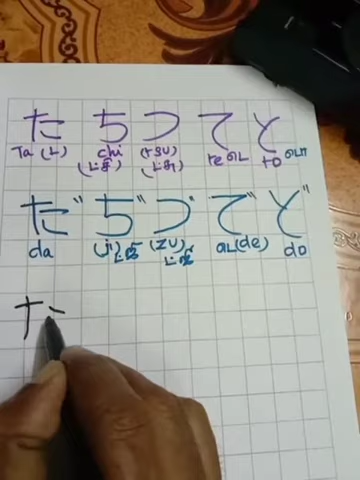 た ち つ て と
Ta (ட) chi (tsu) te டெ to டொ
だ ぢ づ で ど
da (ji) (zu) டெ (de) do